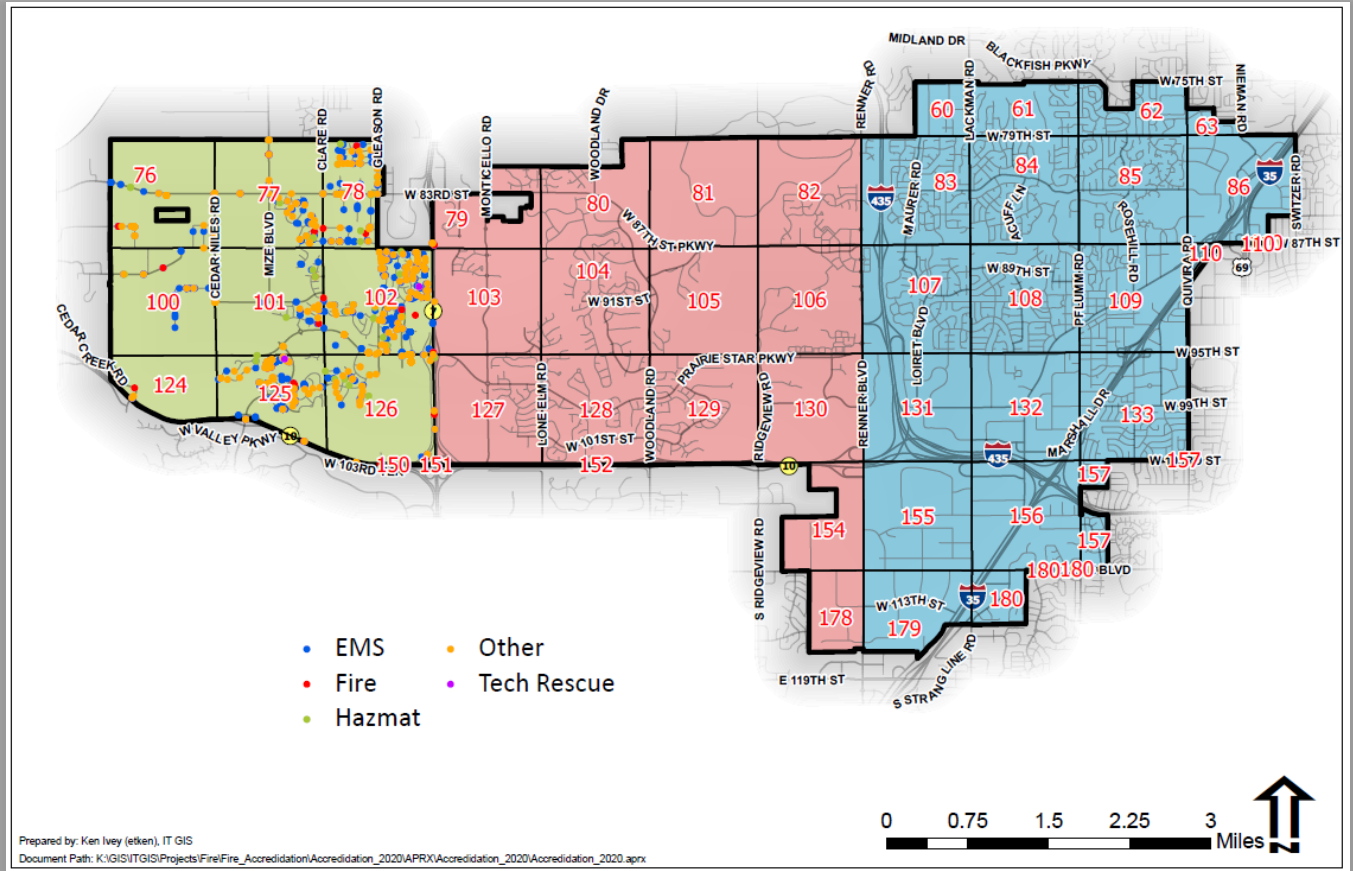 MIDLAND DR
BLACKFISH PKWY
W 75TH ST
NIEMAN RD
RENNER RD
LACKMAN RD
60
61
62
63
W 79TH ST
CLARE RD
GLEASON RD
MONTICELLO RD
WOODLAND DR
76
77
78
W 83RD ST
79
80
81
82
435
83
84
85
86
35
SWITZER RD
CEDAR NILES RD
MIZE BLVD
W 87TH ST PKWY
MAURER RD
ACUFF LN
ROSEHILL RD
110
110
W 87TH ST
69
100
101
102
7
103
104
W 91ST ST
105
106
107
W 89TH ST
108
PFLUMM RD
109
QUIVIRA RD
CEDAR CREEK RD
LOIRET BLVD
PRAIRIE STAR PKWY
W 95TH ST
124
125
126
127
LONE ELM RD
128
WOODLAND RD
129
RIDGEVIEW RD
130
RENNER BLVD
131
132
MARSHALL DR
133
W 99TH ST
W VALLEY PKWY
10
W 101ST ST
W 103RD
150
151
152
10
435
157
157
ST
S RIDGEVIEW RD
154
155
156
157
180
180
BLVD
178
W 113TH ST
179
35
180
E 119TH ST
S STRANG LINE RD
EMS
Other
Fire
Tech Rescue
Hazmat
0
0.75
1.5
2.25
3
Miles
N
Prepared by: Ken Ivey (etken), IT GIS
Document Path: K:\GIS\ITGIS\Projects\Fire\Fire_Accredidation\Accredidation_2020\APRX\Accredidation_2020\Accredidation_2020.aprx